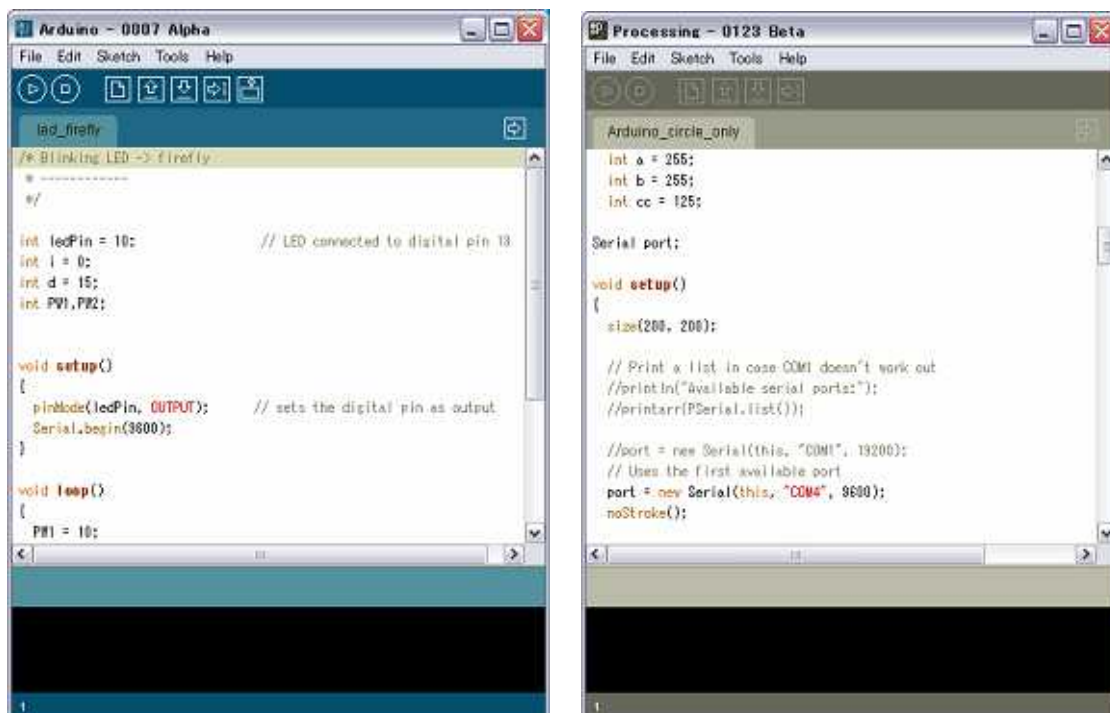 Arduino - 0007 Alpha
File Edit Sketch Tools Help
led_firefly
/* Blinking LED -> firefly
* ------------
*/
int ledPin = 10; // LED connected to digital pin 13
int i = 0;
int d = 15;
int PW1,PW2;
void setup()
{
pinMode(ledPin, OUTPUT); // sets the digital pin as output
Serial.begin(9600);
}
void loop()
{
PW1 = 10;
1
Processing - 0123 Beta
File Edit Sketch Tools Help
Arduino_circle_only
int a = 255;
int b = 255;
int cc = 125;
Serial port;
void setup()
{
size(200, 200);
// Print a list in case COM1 doesn't work out
//println("Available serial ports:");
//printarr(PSerial.list());
//port = new Serial(this, "COM1", 19200);
// Uses the first available port
port = new Serial(this, "COM4", 9600);
noStroke();
1